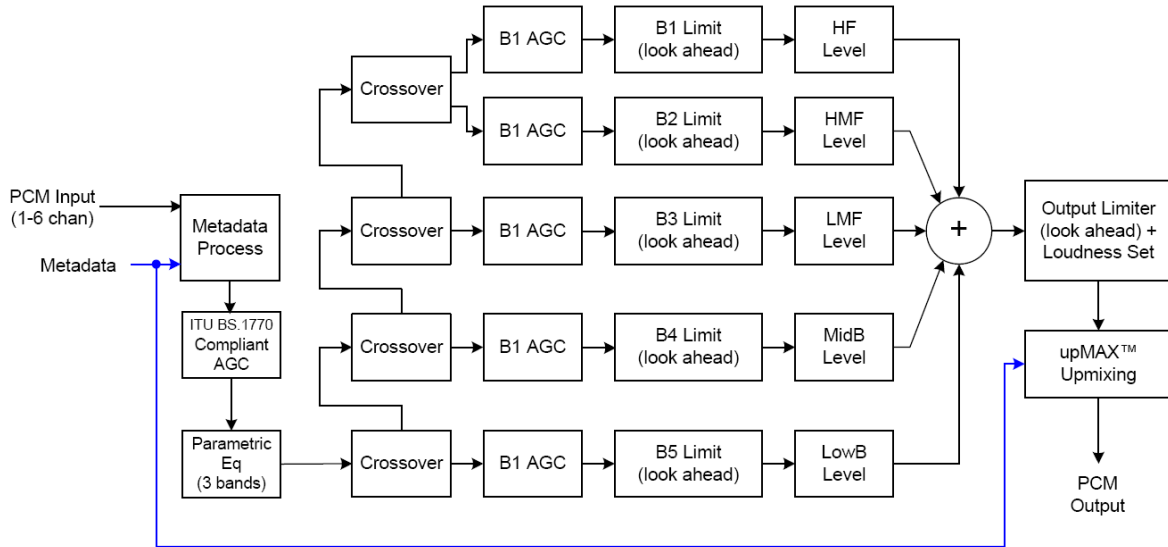 B1 AGC
B1 Limit
(look ahead)
HF
Level
Crossover
B1 AGC
B2 Limit
(look ahead)
HMF
Level
PCM Input
(1-6 chan)
Metadata
Process
Metadata
Crossover
B1 AGC
B3 Limit
(look ahead)
LMF
Level
+
Output Limiter
(look ahead) +
Loudness Set
ITU BS.1770
Compliant
AGC
Crossover
B1 AGC
B4 Limit
(look ahead)
MidB
Level
upMAX™
Upmixing
Parametric
Eq
(3 bands)
Crossover
B1 AGC
B5 Limit
(look ahead)
LowB
Level
PCM
Output